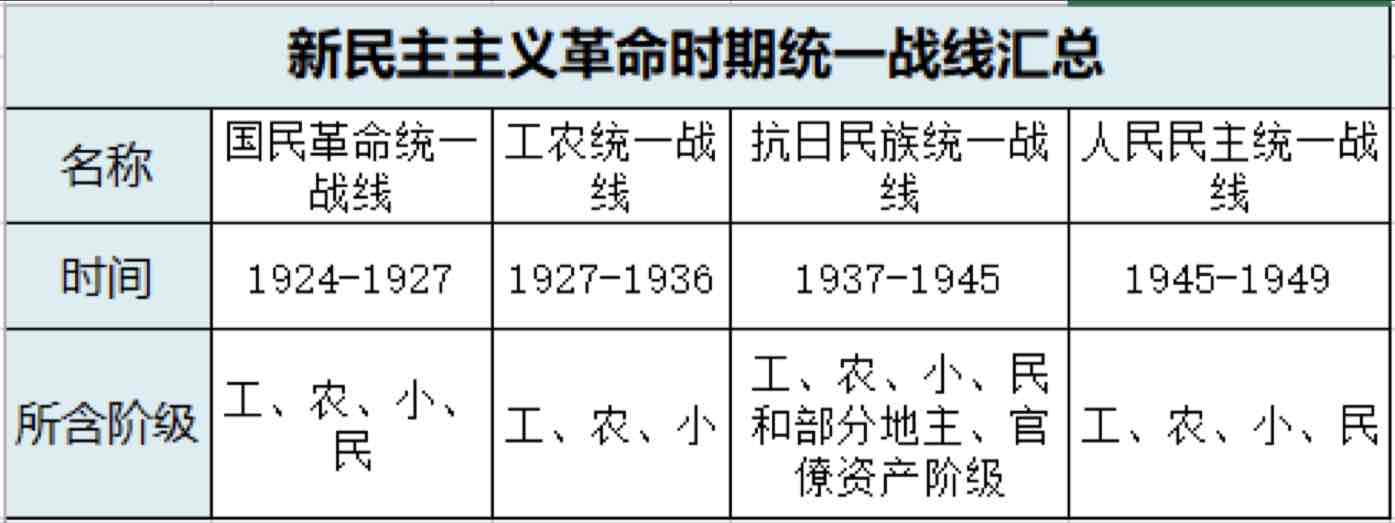 新民主主义革命时期统一战线汇总
名称
国民革命统一
战线
工农统一战
线
抗日民族统一战
线
人民民主统一战
线
时间
1924-1927
1927-1936
1937-1945
1945-1949
所含阶级
工、农、小、
民
工、农、小
工、农、小、民
和部分地主、官
僚资产阶级
工、农、小、民